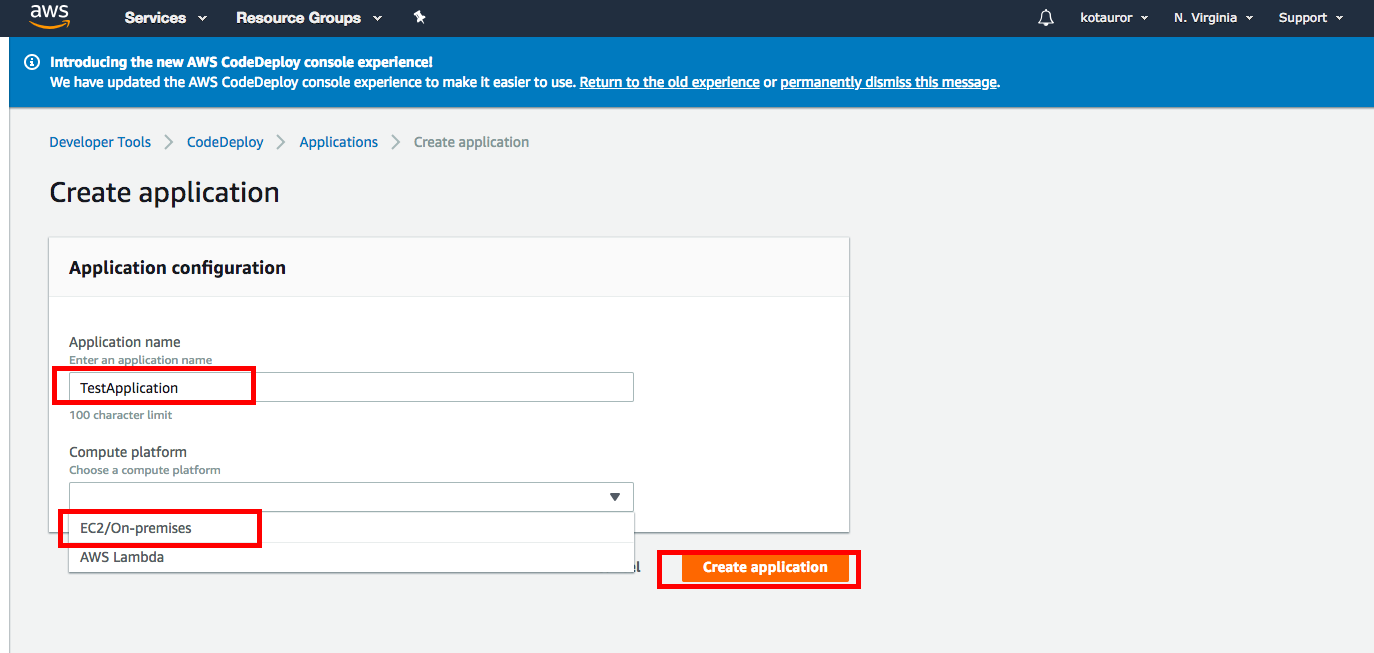 aws Services Resource Groups kotauror N. Virginia Support
Introducing the new AWS CodeDeploy console experience!
We have updated the AWS CodeDeploy console experience to make it easier to use. Return to the old experience or permanently dismiss this message.
Developer Tools CodeDeploy Applications Create application
Create application
Application configuration
Application name
Enter an application name
TestApplication
100 character limit
Compute platform
Choose a compute platform
EC2/On-premises
AWS Lambda
Create application